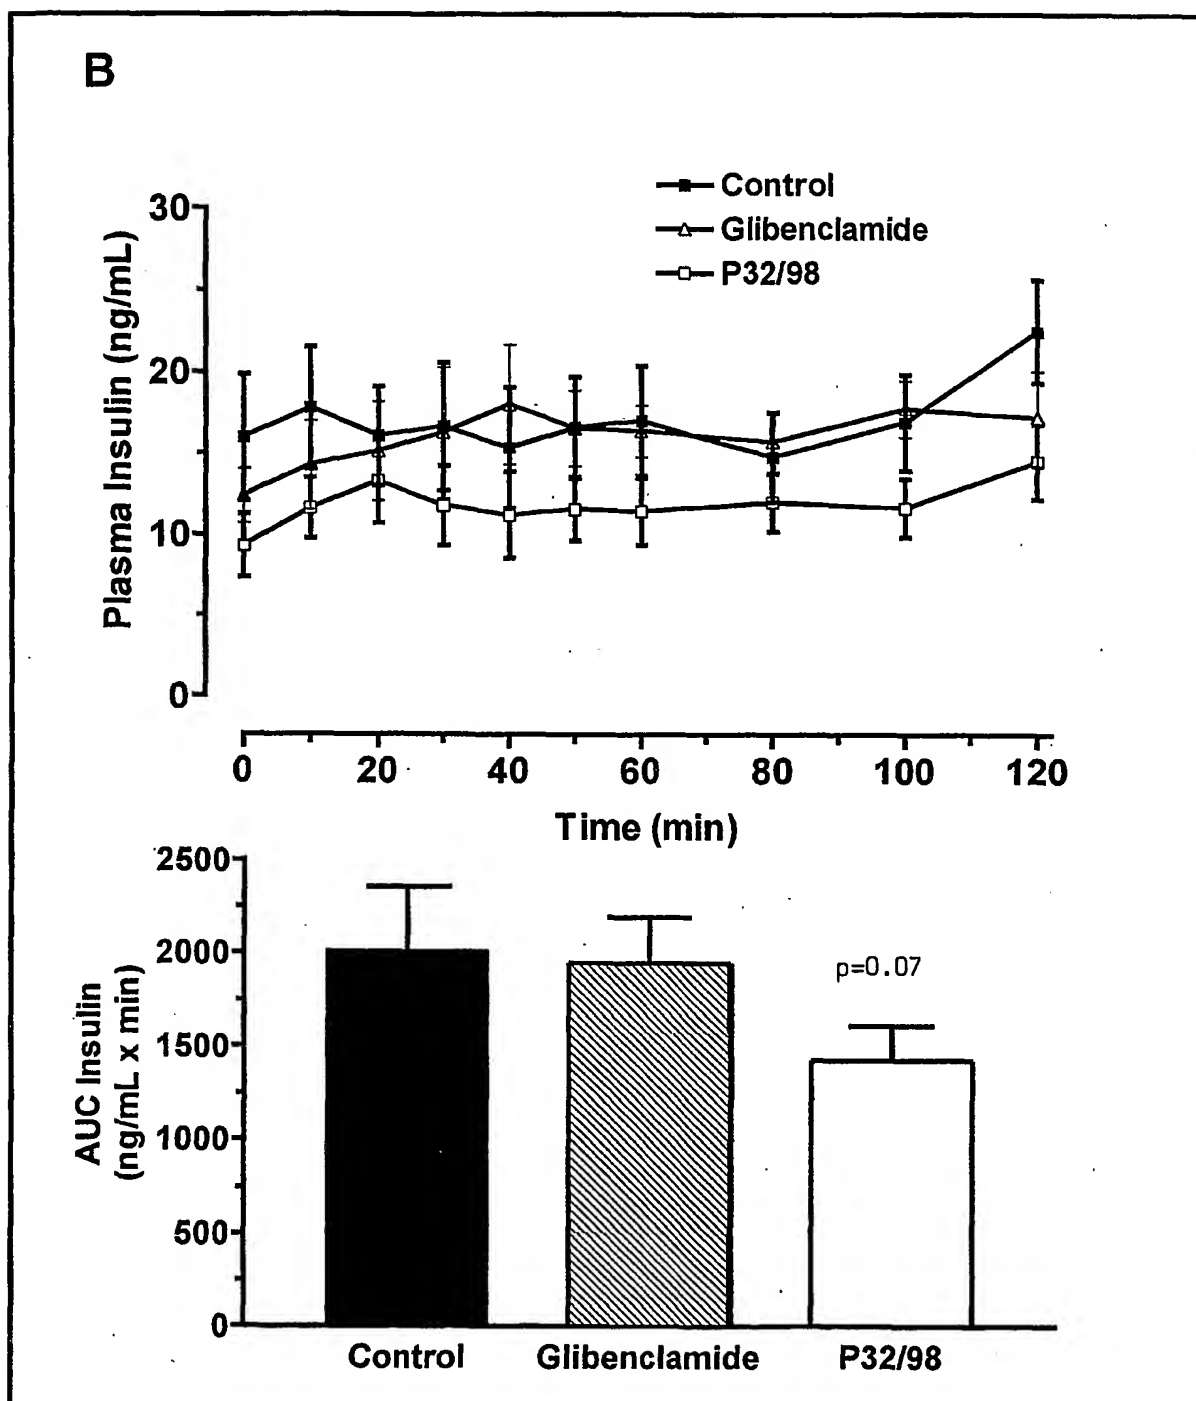 B
Control
Glibenclamide
P32/98
Plasma Insulin (ng/mL)
30
20
10
0
0 20 40 60 80 100 120
Time (min)
AUC Insulin
(ng/mL x min)
2500
2000
1500
1000
500
0
p=0.07
Control Glibenclamide P32/98